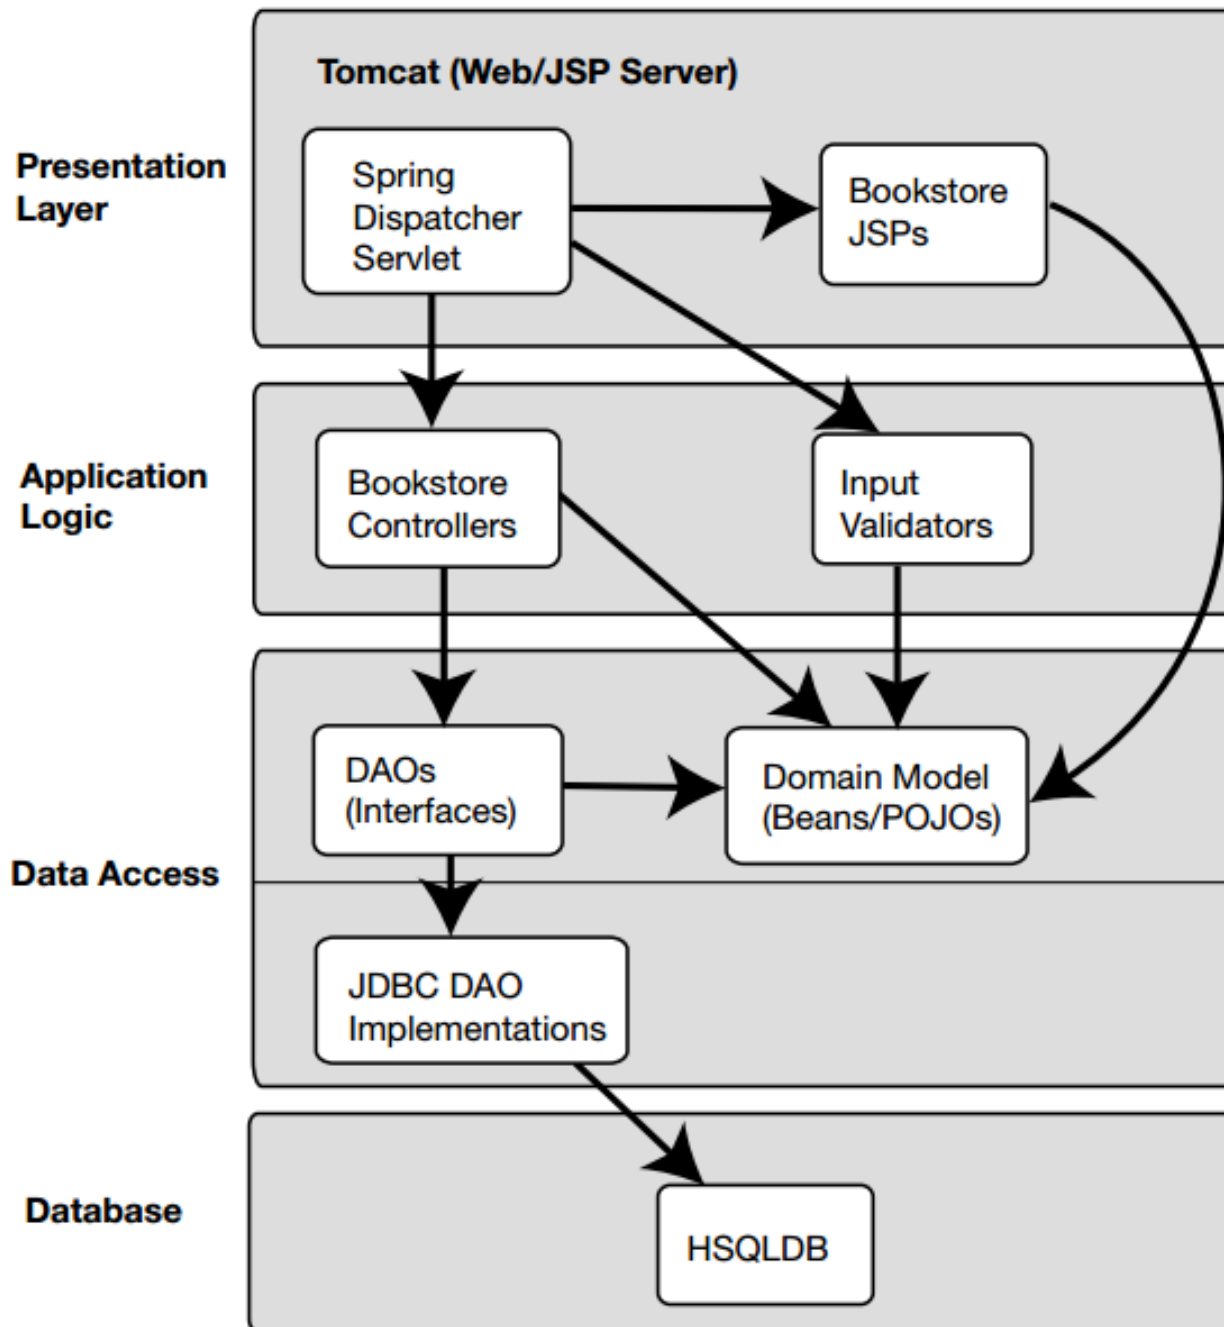 Tomcat (Web/JSP Server)
Presentation
Layer
Spring
Dispatcher
Servlet
Bookstore
JSPs
Application
Logic
Bookstore
Controllers
Input
Validators
Data Access
DAOs
(Interfaces)
Domain Model
(Beans/POJOs)
JDBC DAO
Implementations
Database
HSQLDB